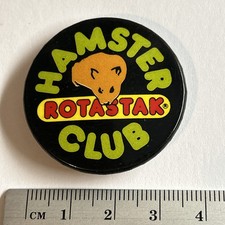 HAMSTER
ROTASTAK®
CLUB
CM 1 2 3 4